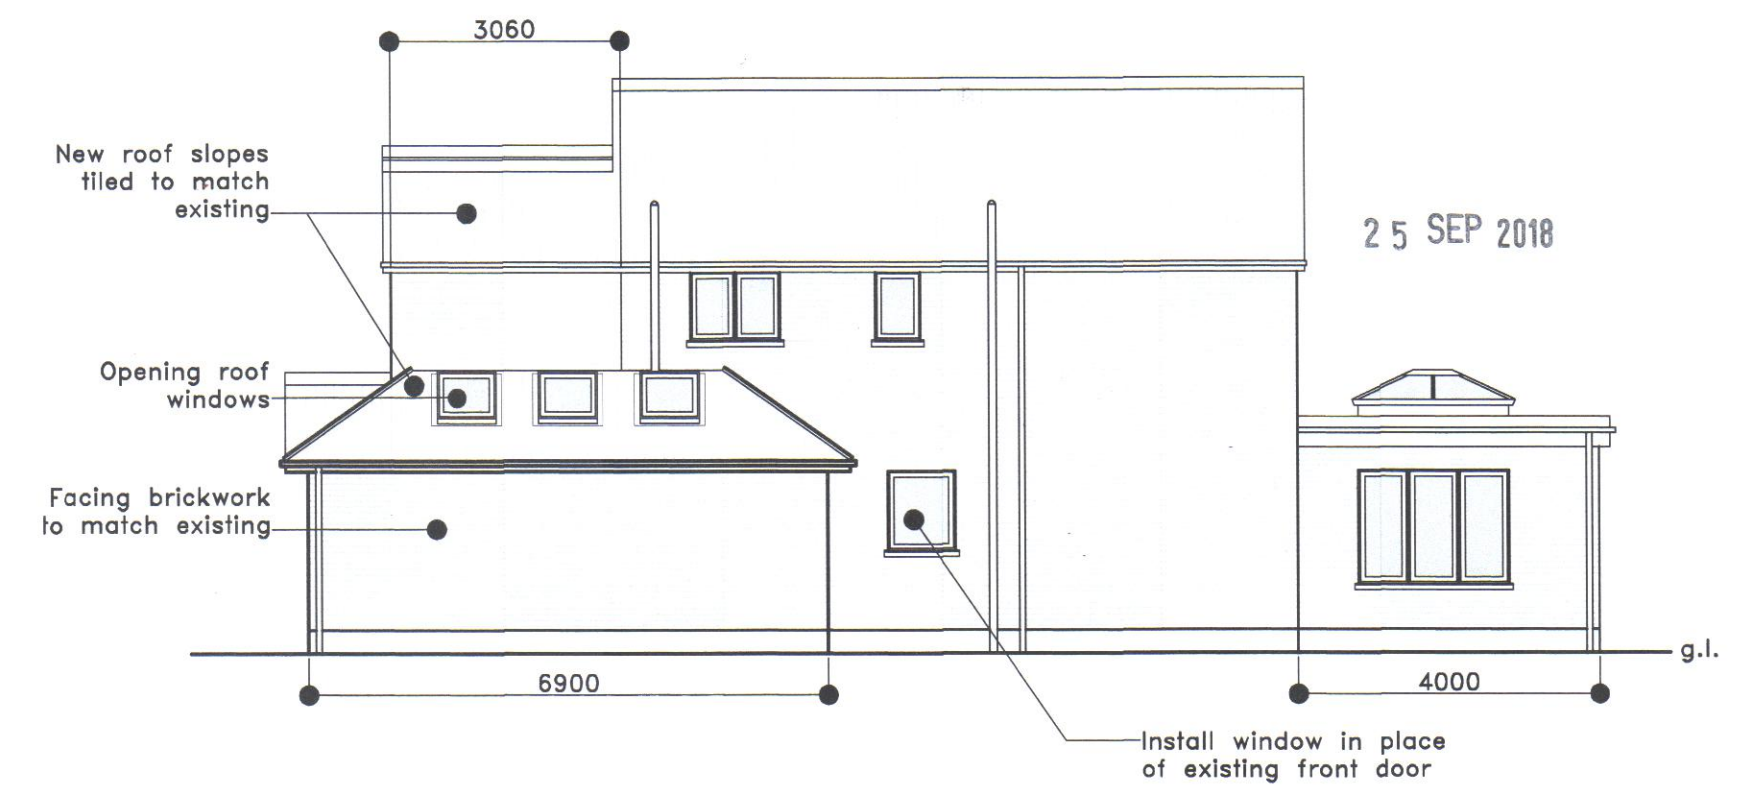 3060
New roof slopes
tiled to match
existing
25 SEP 2018
Opening roof
windows
Facing brickwork
to match existing
g.l.
6900
4000
Install window in place
of existing front door